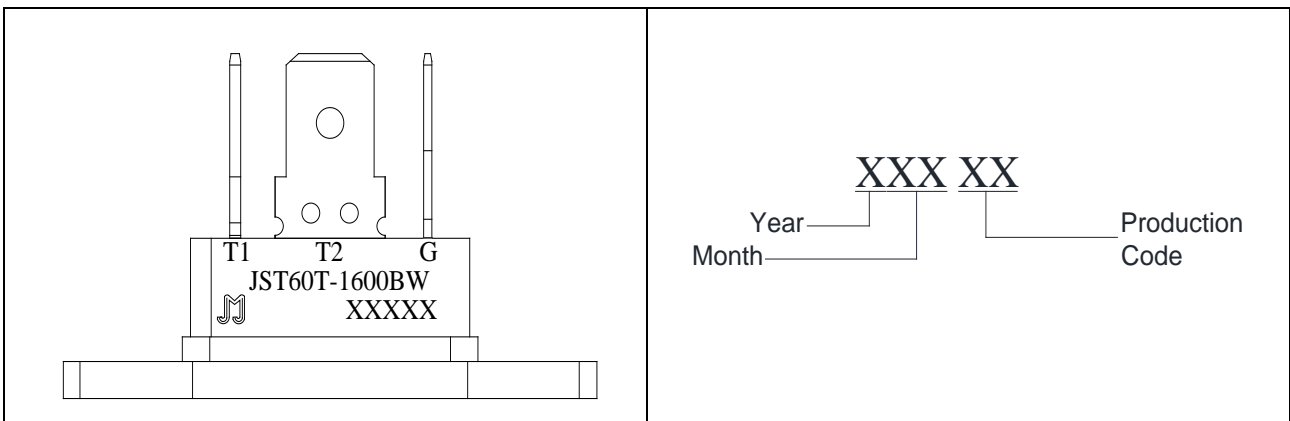 T1 T2 G
JST60T-1600BW
XXXXX
XXX XX
Year
Month
Production
Code